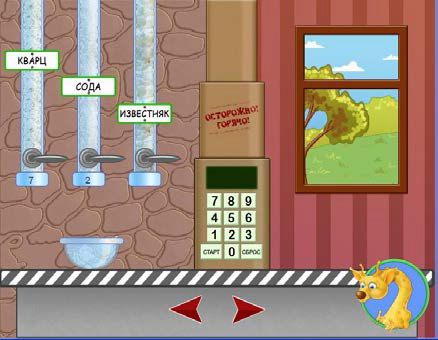 КВАРЦ
СОДА
ИЗВЕСТНЯК
ОСТОРОЖНО!
ГОРЯЧО!
7 2
7 8 9
4 5 6
1 2 3
СТАРТ 0 СБРОС